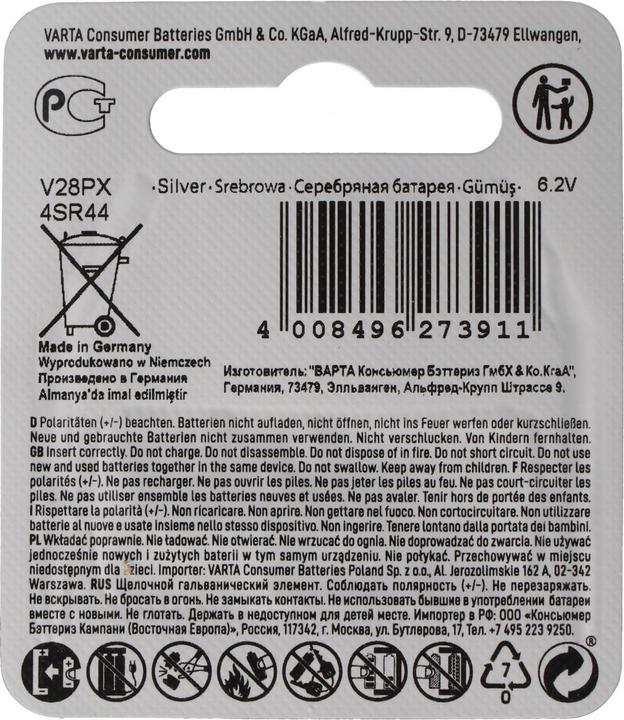 VARTA Consumer Batteries GmbH & Co. KGaA, Alfred-Krupp-Str. 9, D-73479 Ellwangen,
www.varta-consumer.com
V28PX ·Silver·Srebrowa·Серебряная батарея·Gümüş· 6.2V
4SR44
4 008496 273911
Made in Germany
Wyprodukowano w Niemczech
Произведено в Германия
Almanya'da imal edilmiştir
Изготовитель: "ВАРТА Консьюмер Бэттериз ГмбХ & Ко.КгаА",
Германия, 73479, Элльванген, Альфред-Крупп Штрассе 9.
D Polaritäten (+/-) beachten. Batterien nicht aufladen, nicht öffnen, nicht ins Feuer werfen oder kurzschließen.
Neue und gebrauchte Batterien nicht zusammen verwenden. Nicht verschlucken. Von Kindern fernhalten.
GB Insert correctly. Do not charge. Do not disassemble. Do not dispose of in fire. Do not short circuit. Do not use
new and used batteries together in the same device. Do not swallow. Keep away from children. F Respecter les
polarités (+/-). Ne pas recharger. Ne pas ouvrir les piles. Ne pas jeter les piles au feu. Ne pas court-circuiter les
piles. Ne pas utiliser ensemble les batteries neuves et usées. Ne pas avaler. Tenir hors de portée des enfants.
I Rispettare la polarità (+/-). Non ricaricare. Non aprire. Non gettare nel fuoco. Non cortocircuitare. Non utilizzare
batterie al nuove e usate insieme nello stesso dispositivo. Non ingerire. Tenere lontano dalla portata dei bambini.
PL Wkładać poprawnie. Nie ładować. Nie otwierać. Nie wrzucać do ognia. Nie doprowadzać do zwarcia. Nie używać
jednocześnie nowych i zużytych baterii w tym samym urządzeniu. Nie połykać. Przechowywać w miejscu
niedostępnym dla dzieci. Importer: VARTA Consumer Batteries Poland Sp. z o.o., Al. Jerozolimskie 162 A, 02-342
Warszawa. RUS Щелочной гальванический элемент. Соблюдать полярность (+/-). Не перезаряжать.
Не вскрывать. Не бросать в огонь. Не замыкать контакты. Не использовать бывшие в употреблении батареи
вместе с новыми. Не глотать. Держать в недоступном для детей месте. Импортер в РФ: ООО «Консьюмер
Бэттериз Кампани (Восточная Европа)», Россия, 117342, г. Москва, ул. Бутлерова, 17, Тел. +7 495 223 9250.
®
7
0